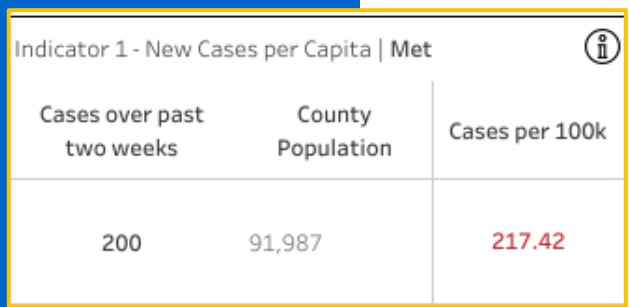 Indicator 1 - New Cases per Capita | Met
Cases over past
two weeks
County
Population
Cases per 100k
200
91,987
217.42